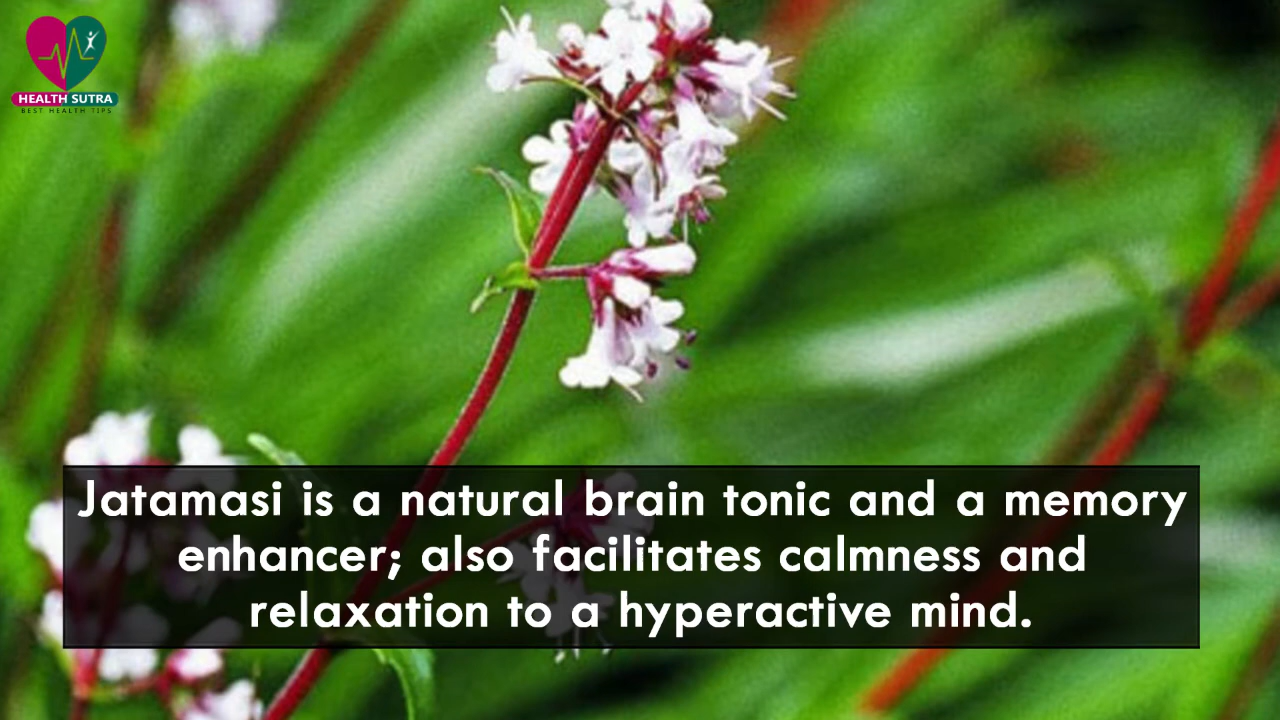 HEALTH SUTRA
BEST HEALTH TIPS
Jatamasi is a natural brain tonic and a memory
enhancer; also facilitates calmness and
relaxation to a hyperactive mind.